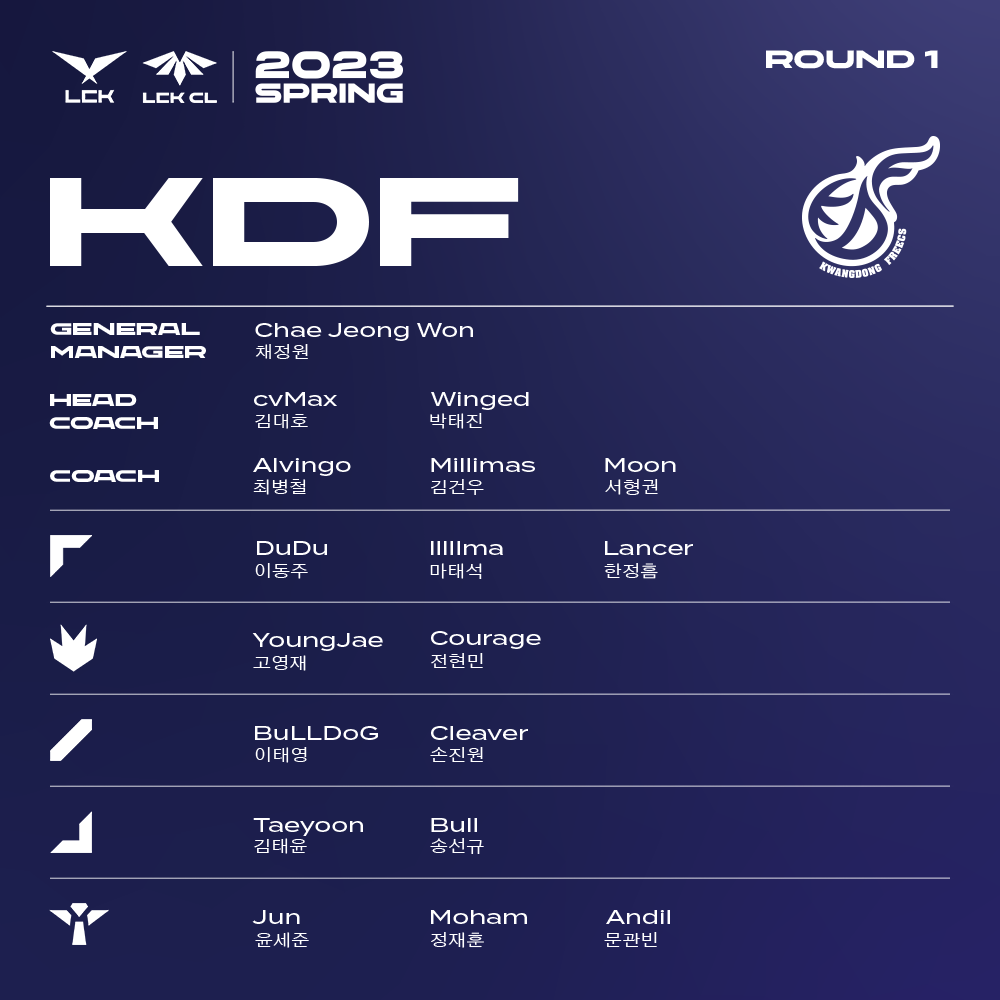 LCK LCK CL 2023 SPRING ROUND 1
KDF
KWANGDONG FREECS
GENERAL MANAGER
Chae Jeong Won
채정원
HEAD COACH
cvMax Winged
김대호 박태진
COACH
Alvingo Millimas Moon
최병철 김건우 서형권
DuDu lllllma Lancer
이동주 마태석 한정흠
YoungJae Courage
고영재 전현민
BuLLDoG Cleaver
이태영 손진원
Taeyoon Bull
김태윤 송선규
Jun Moham Andil
윤세준 정재훈 문관빈